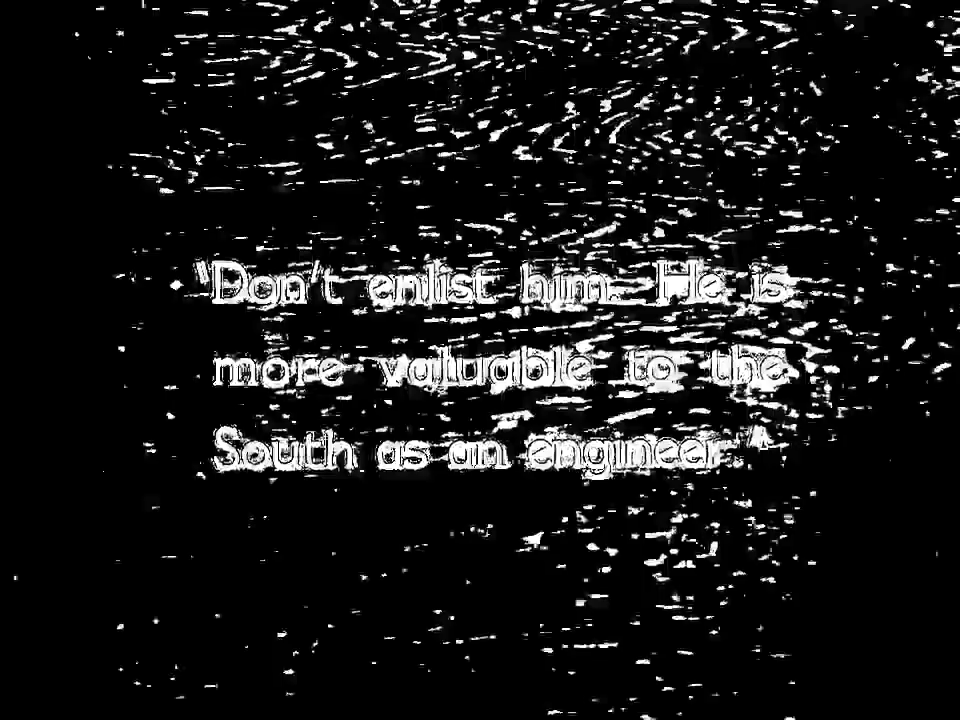 "Don't enlist him. He is
more valuable to the
South as an engineer."